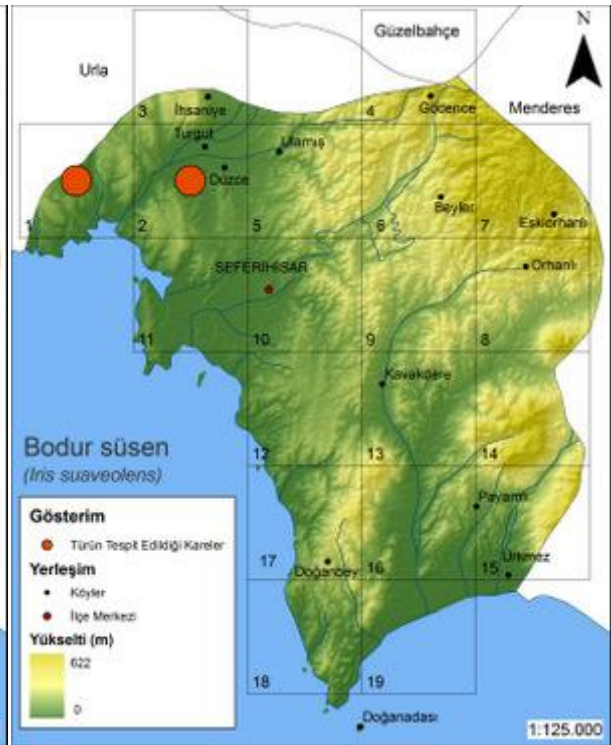 N
Güzelbahçe
Urla
3
4
İhsaniye
Gödence
Menderes
Turgut
Ulamış
Düzce
Beyler
Eskiorhanlı
1
2
5
6
7
SEFERİHİSAR
Orhanlı
11
10
9
8
Kavakdere
Bodur süsen
(Iris suaveolens)
12
13
14
Payamlı
Gösterim
Türün Tespit Edildiği Kareler
Yerleşim
Köyler
İlçe Merkezi
Yükselti (m)
622
0
17
Doğanbey
16
15
Ürkmez
18
19
Doğanadası
1:125.000